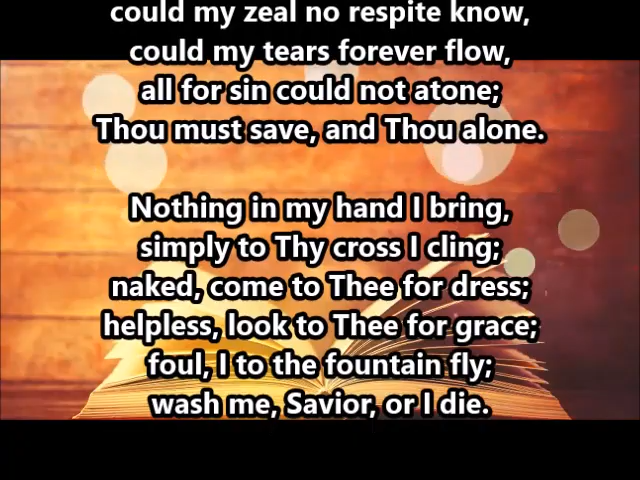 could my zeal no respite know,
could my tears forever flow,
all for sin could not atone;
Thou must save, and Thou alone.
Nothing in my hand I bring,
simply to Thy cross I cling;
naked, come to Thee for dress;
helpless, look to Thee for grace;
foul, I to the fountain fly;
wash me, Savior, or I die.